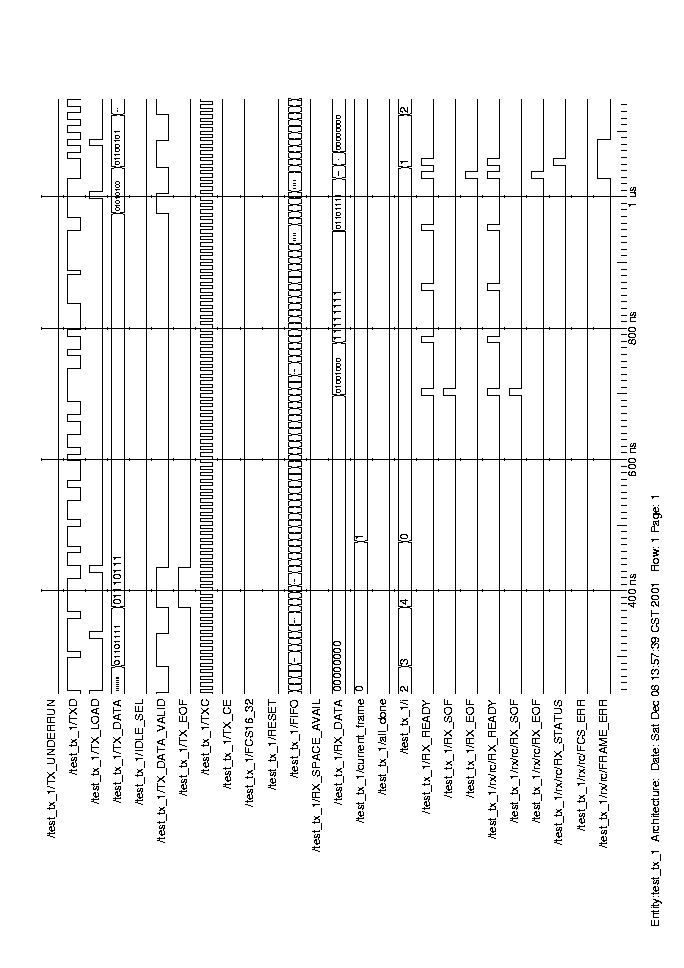 /test_tx_1/TX_UNDERRUN
/test_tx_1/TXD
/test_tx_1/TX_LOAD
/test_tx_1/TX_DATA 01101111 01110111 01010100 01100101
/test_tx_1/IDLE_SEL
/test_tx_1/TX_DATA_VALID
/test_tx_1/TX_EOF
/test_tx_1/TXC
/test_tx_1/TX_CE
/test_tx_1/FCS16_32
/test_tx_1/RESET
/test_tx_1/FIFO
/test_tx_1/RX_SPACE_AVAIL
/test_tx_1/RX_DATA 00000000 01001000 11111111 01101111 00000000
/test_tx_1/current_frame 0 1
/test_tx_1/all_done
/test_tx_1/i 2 3 4 0 1 2
/test_tx_1/RX_READY
/test_tx_1/RX_SOF
/test_tx_1/RX_EOF
/test_tx_1/rx/rc/RX_READY
/test_tx_1/rx/rc/RX_SOF
/test_tx_1/rx/rc/RX_EOF
/test_tx_1/rx/rc/RX_STATUS
/test_tx_1/rx/rc/FCS_ERR
/test_tx_1/rx/rc/FRAME_ERR
400 ns 600 ns 800 ns 1 us
Entity:test_tx_1 Architecture: Date: Sat Dec 08 13:57:39 CST 2001 Row: 1 Page: 1